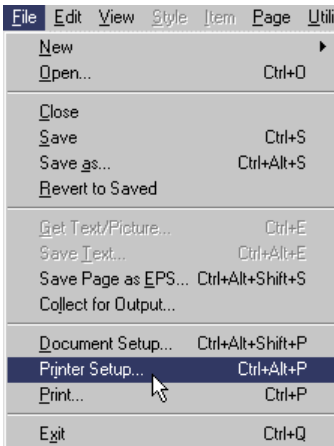 File Edit View Style Item Page Utili
New
Open... Ctrl+O
Close
Save Ctrl+S
Save as... Ctrl+Alt+S
Revert to Saved
Get Text/Picture... Ctrl+E
Save Text... Ctrl+Alt+E
Save Page as EPS... Ctrl+Alt+Shift+S
Collect for Output...
Document Setup... Ctrl+Alt+Shift+P
Printer Setup... Ctrl+Alt+P
Print... Ctrl+P
Exit Ctrl+Q